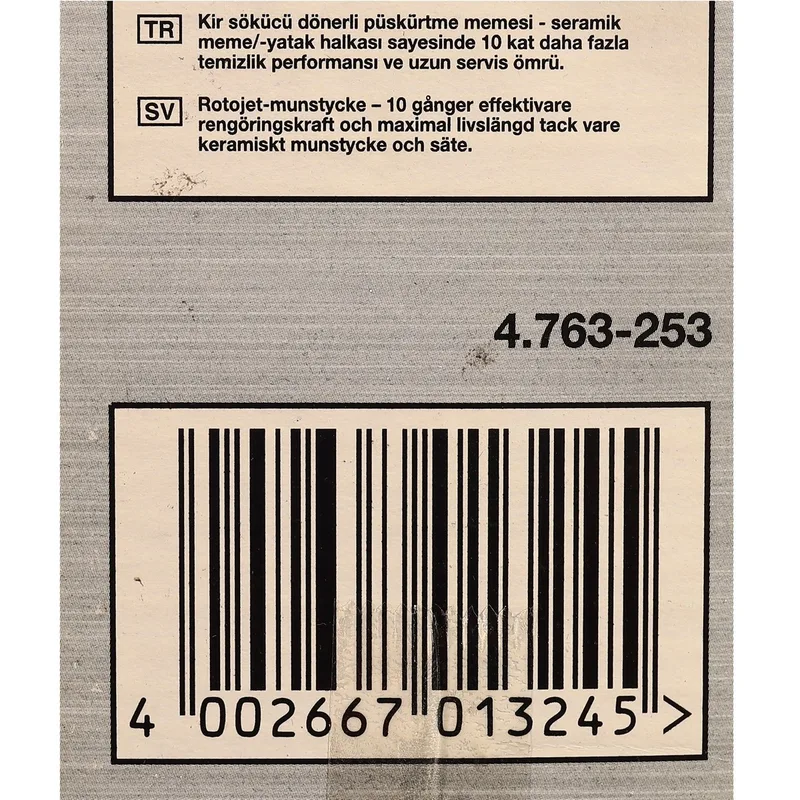 TR Kir sökücü dönerli püskürtme memesi - seramik
meme/-yatak halkası sayesinde 10 kat daha fazla
temizlik performansı ve uzun servis ömrü.
SV Rotojet-munstycke – 10 gånger effektivare
rengöringskraft och maximal livslängd tack vare
keramiskt munstycke och säte.
4.763-253
4 002667 013245 >